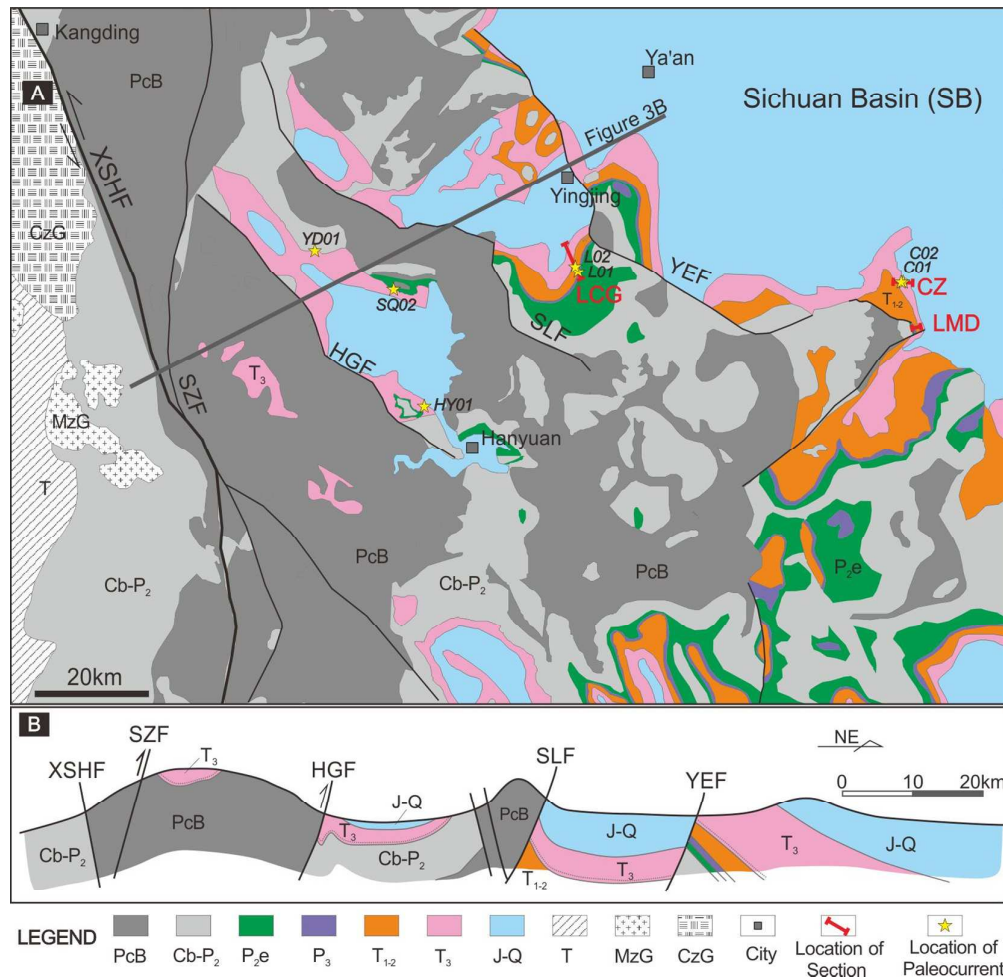 Kangding
PcB
Ya'an
A
Sichuan Basin (SB)
Figure 3B
XSHF
Yingjing
CzG
YD01
L02
L01
C02
C01
YEF
CZ
SQ02
LCG
T₁₋₂
LMD
SLF
HGF
SZF
T₃
HY01
MzG
Hanyuan
T
PcB
Cb-P₂
PcB
P₂e
Cb-P₂
20km
B
SZF
NE
T₃
SLF
XSHF
HGF
YEF
0 10 20km
J-Q
PcB
PcB
T₃
J-Q
Cb-P₂
Cb-P₂
T₃
T₃
J-Q
T₁₋₂
LEGEND
PcB Cb-P₂ P₂e P₃ T₁₋₂ T₃ J-Q T MzG CzG City Location of Section Location of Paleocurrent